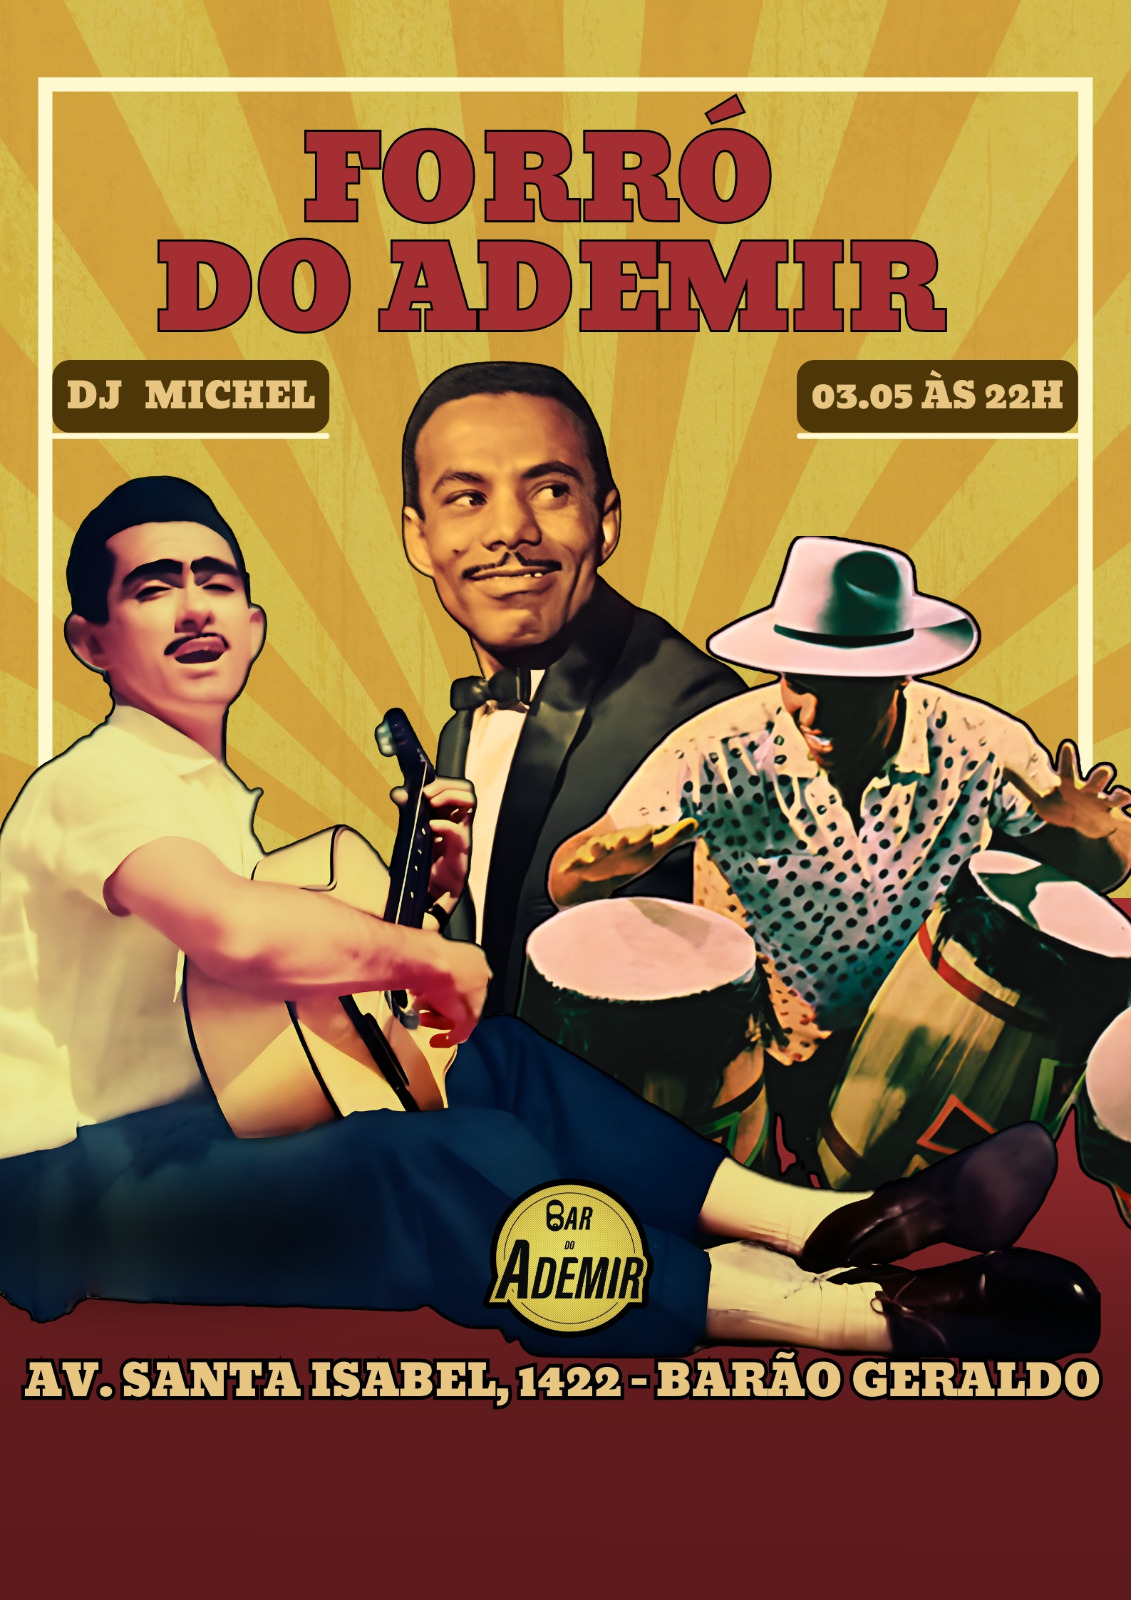 FORRÓ
DO ADEMIR
DJ MICHEL
03.05 ÀS 22H
BAR
DO
ADEMIR
AV. SANTA ISABEL, 1422 - BARÃO GERALDO